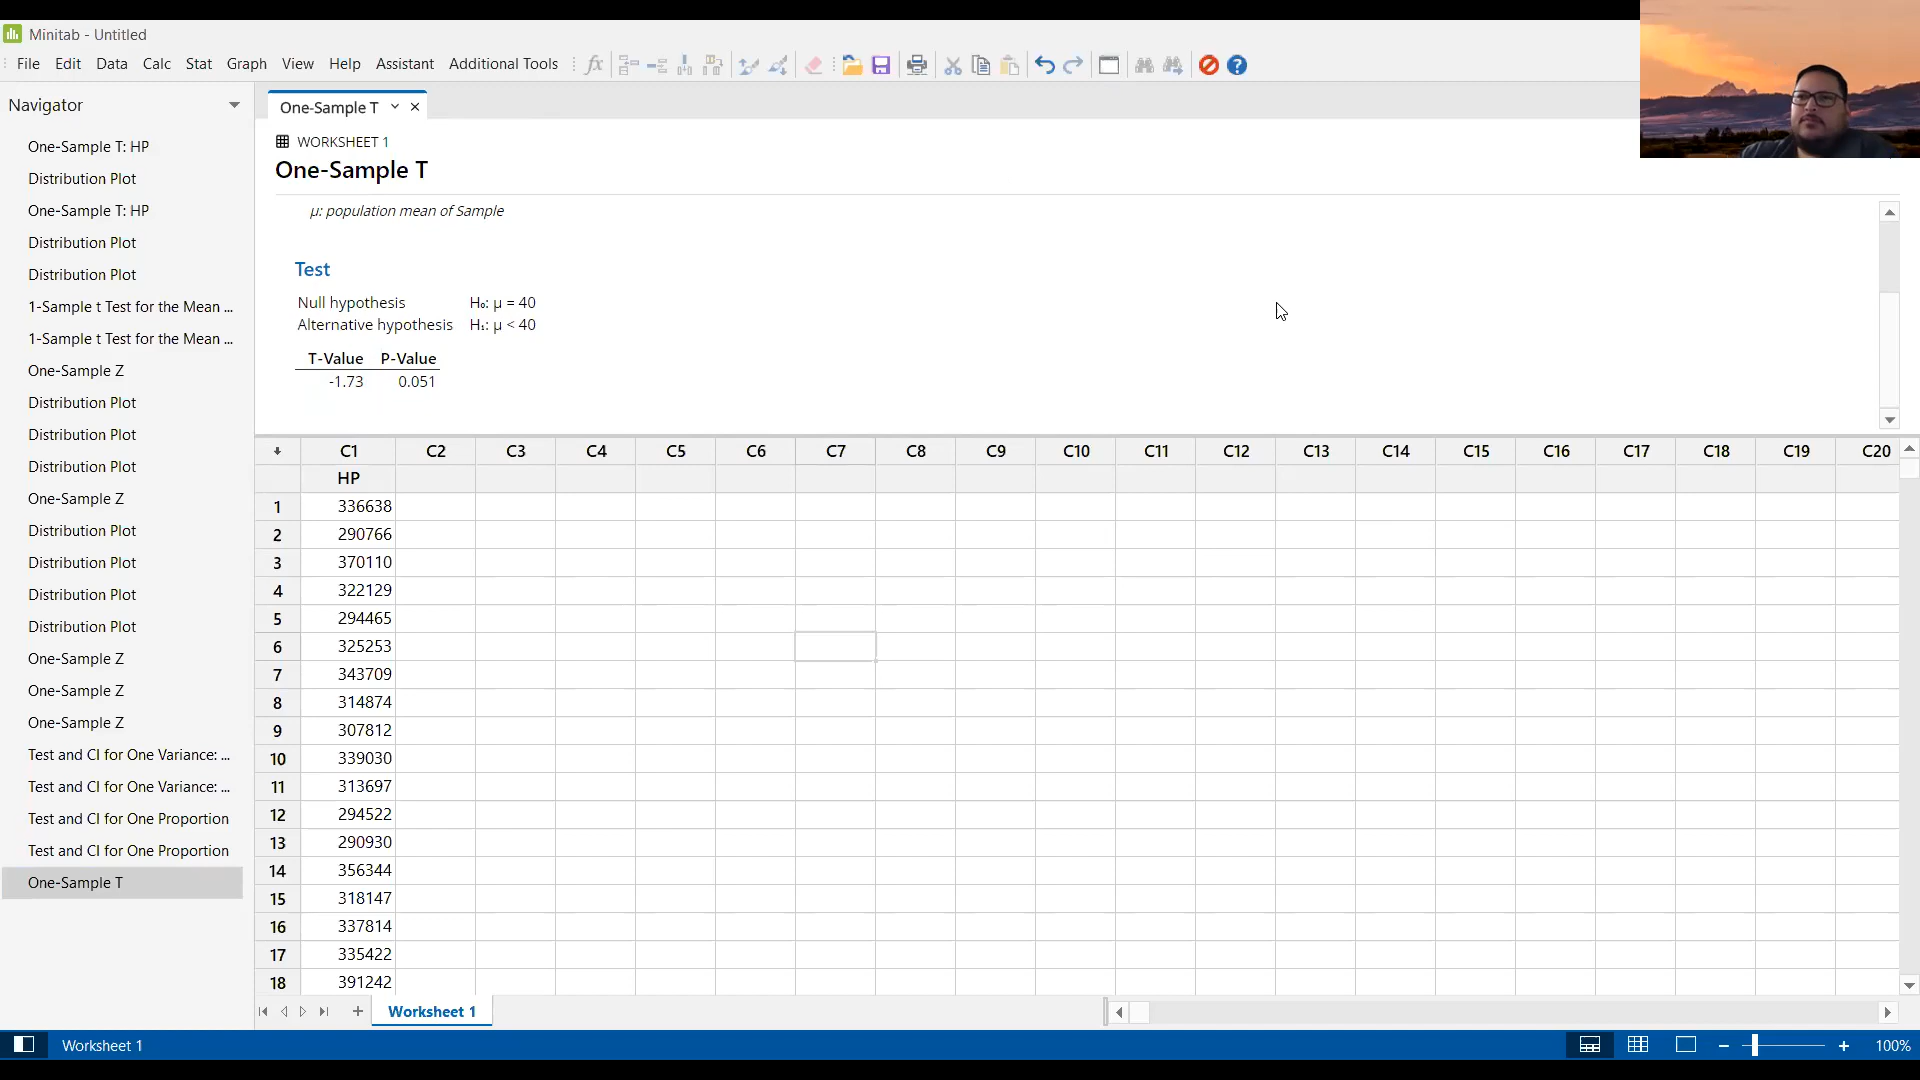 Minitab - Untitled
File Edit Data Calc Stat Graph View Help Assistant Additional Tools
Navigator
One-Sample T: HP
Distribution Plot
One-Sample T: HP
Distribution Plot
Distribution Plot
1-Sample t Test for the Mean ...
1-Sample t Test for the Mean ...
One-Sample Z
Distribution Plot
Distribution Plot
Distribution Plot
One-Sample Z
Distribution Plot
Distribution Plot
Distribution Plot
Distribution Plot
One-Sample Z
One-Sample Z
One-Sample Z
Test and CI for One Variance: ...
Test and CI for One Variance: ...
Test and CI for One Proportion
Test and CI for One Proportion
One-Sample T
One-Sample T
WORKSHEET 1
One-Sample T
μ: population mean of Sample
Test
Null hypothesis H₀: μ = 40
Alternative hypothesis H₁: μ < 40
T-Value P-Value
-1.73 0.051
C1 C2 C3 C4 C5 C6 C7 C8 C9 C10 C11 C12 C13 C14 C15 C16 C17 C18 C19 C20
HP
1 336638
2 290766
3 370110
4 322129
5 294465
6 325253
7 343709
8 314874
9 307812
10 339030
11 313697
12 294522
13 290930
14 356344
15 318147
16 337814
17 335422
18 391242
Worksheet 1
Worksheet 1
100%